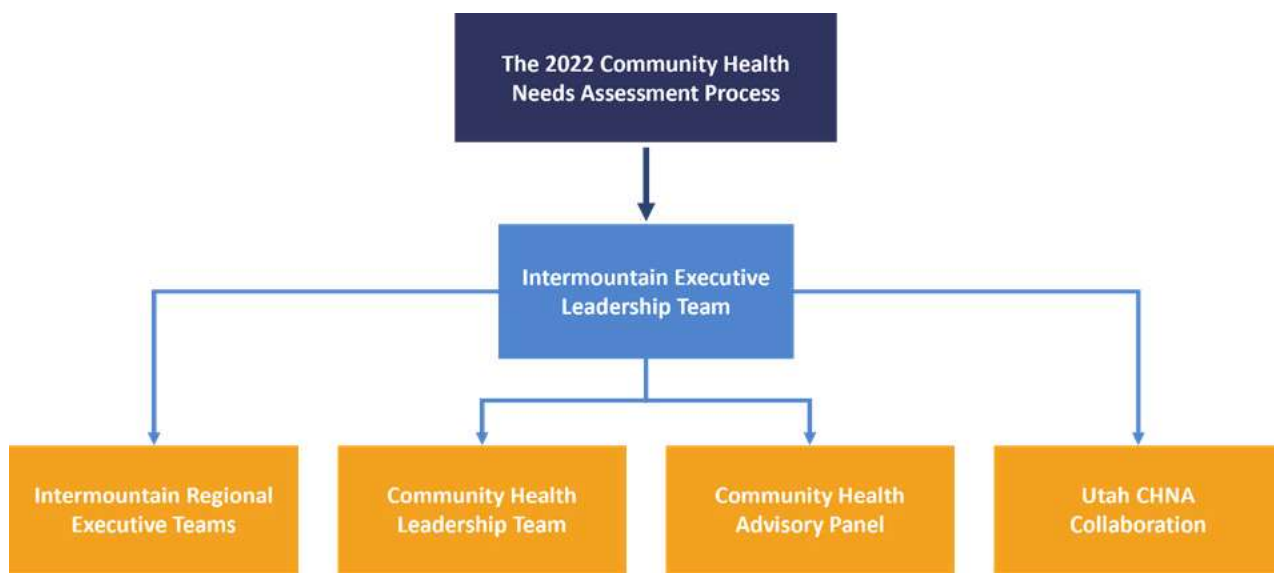 The 2022 Community Health
Needs Assessment Process
Intermountain Executive
Leadership Team
Intermountain Regional
Executive Teams
Community Health
Leadership Team
Community Health
Advisory Panel
Utah CHNA
Collaboration